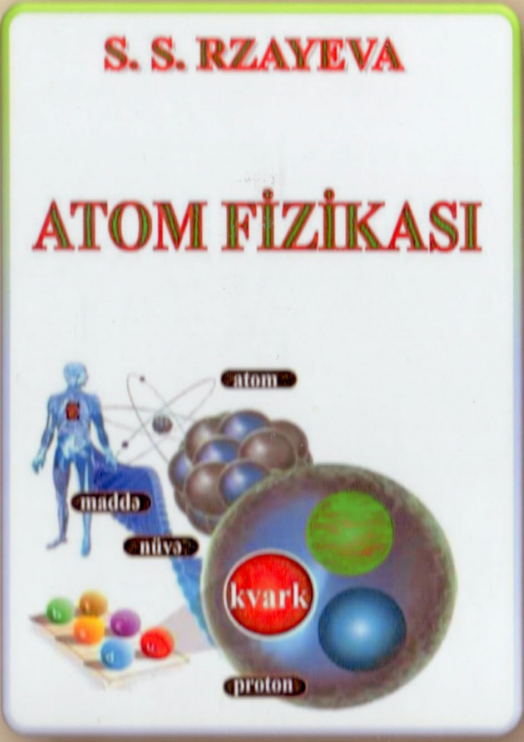 S. S. RZAYEVA
ATOM FİZİKASI
atom
maddə
nüvə
kvark
d
u
proton